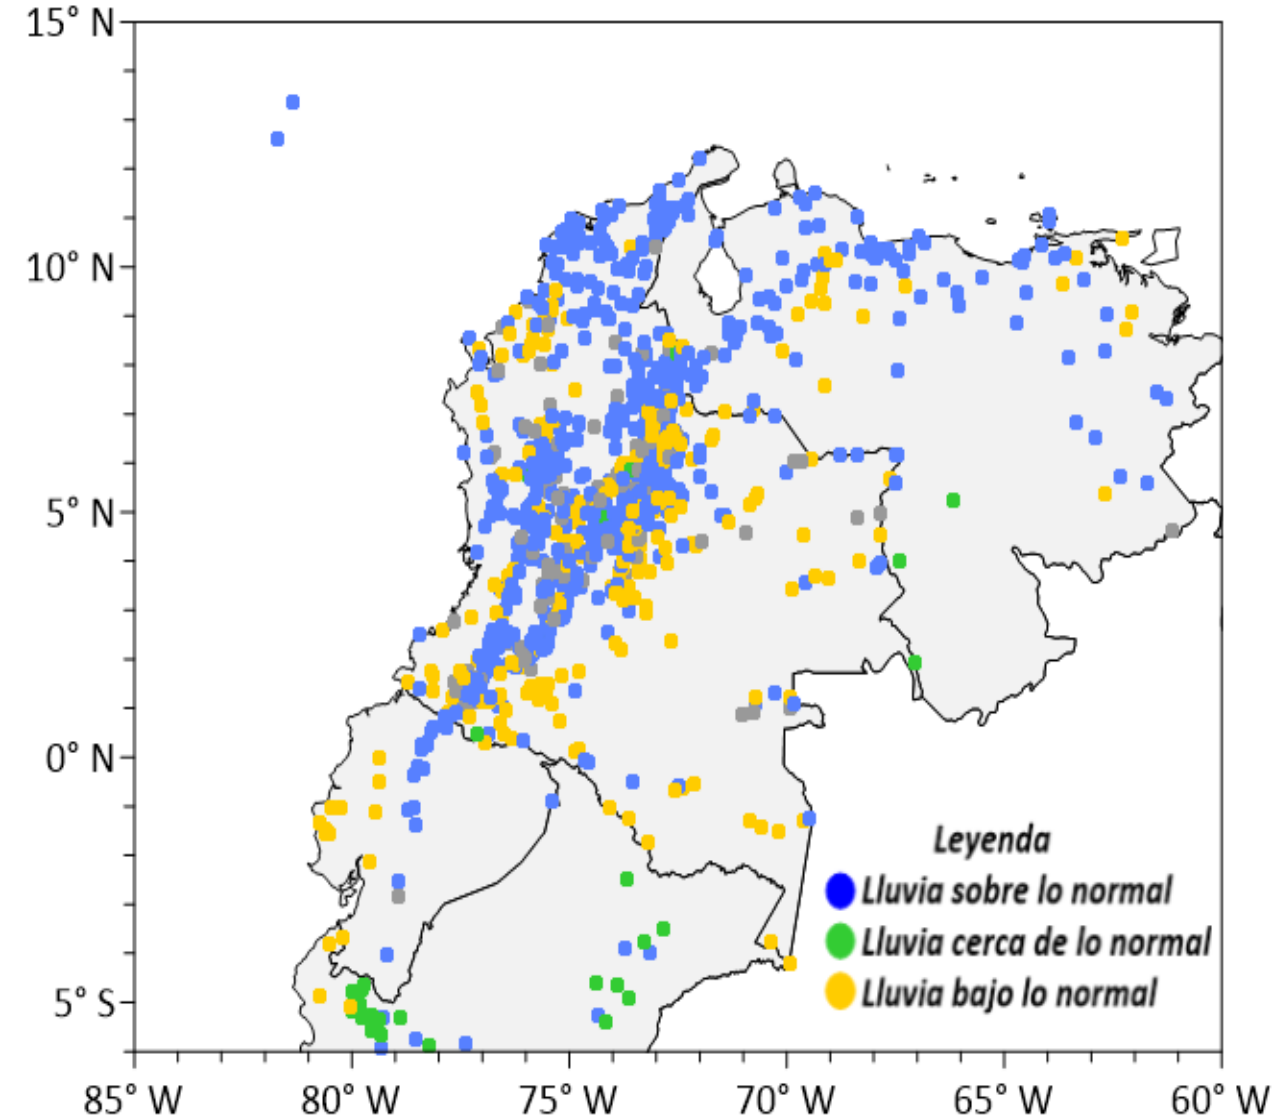 15° N
10° N
5° N
0° N
5° S
Leyenda
Lluvia sobre lo normal
Lluvia cerca de lo normal
Lluvia bajo lo normal
85° W 80° W 75° W 70° W 65° W 60° W